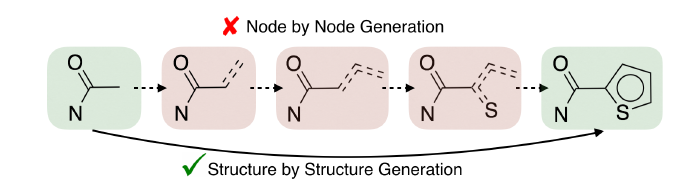 ✘ Node by Node Generation
O O O O O
N N N S N S
✓ Structure by Structure Generation